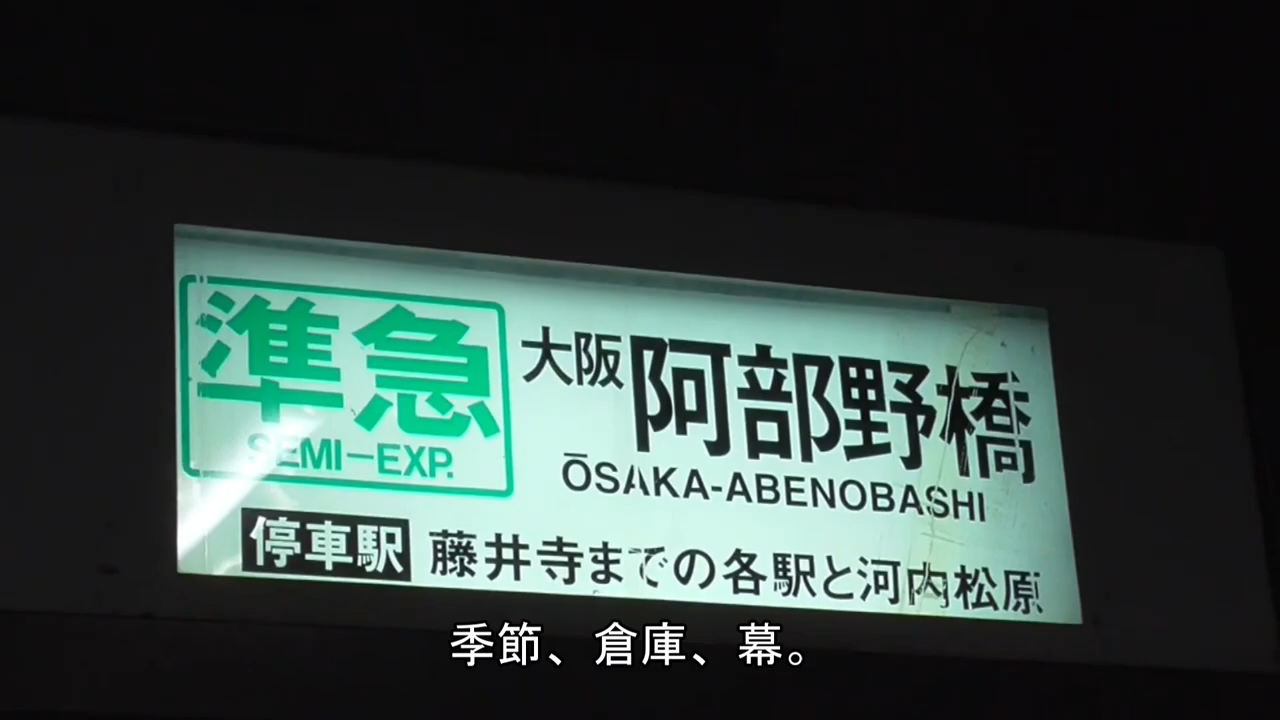 準急
SEMI-EXP.
大阪阿部野橋
ŌSAKA-ABENOBASHI
停車駅 藤井寺までの各駅と河内松原
季節、倉庫、幕。